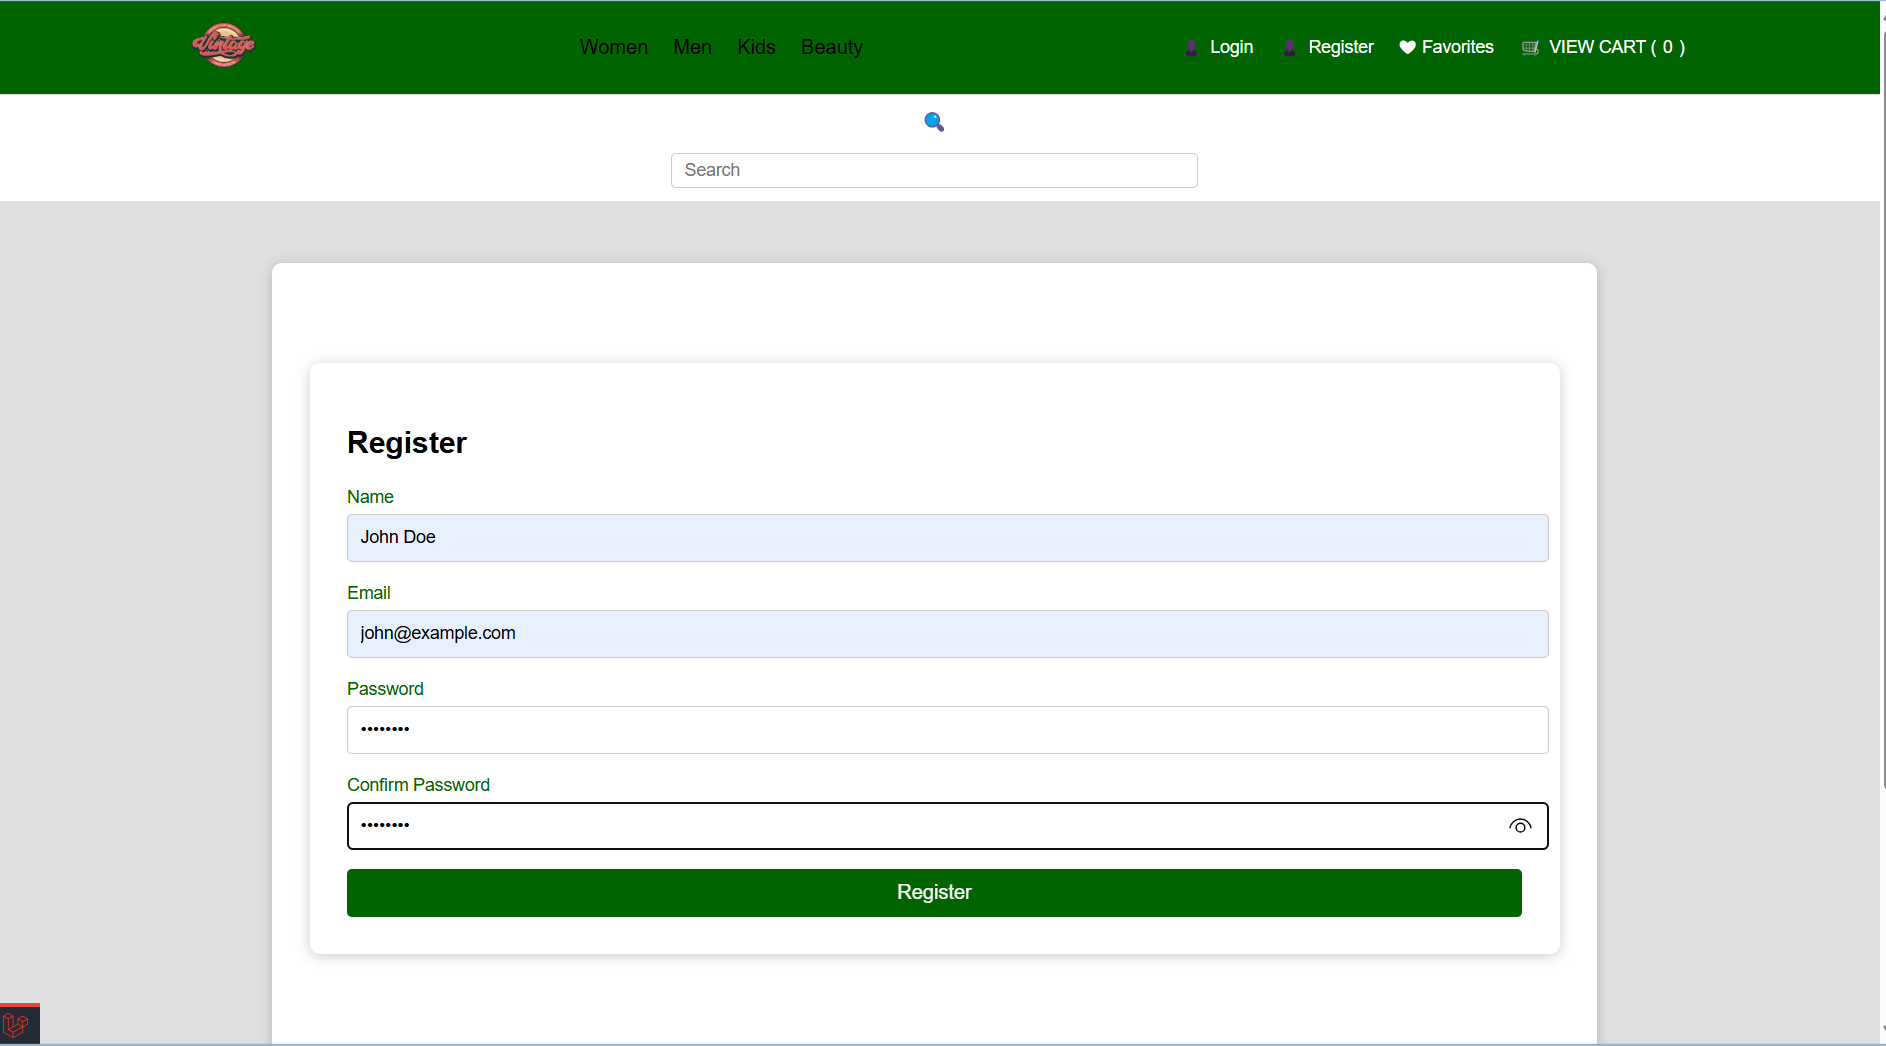 Vintage
Women Men Kids Beauty
Login Register Favorites VIEW CART ( 0 )
Search
Register
Name
John Doe
Email
john@example.com
Password
••••••••
Confirm Password
••••••••
Register